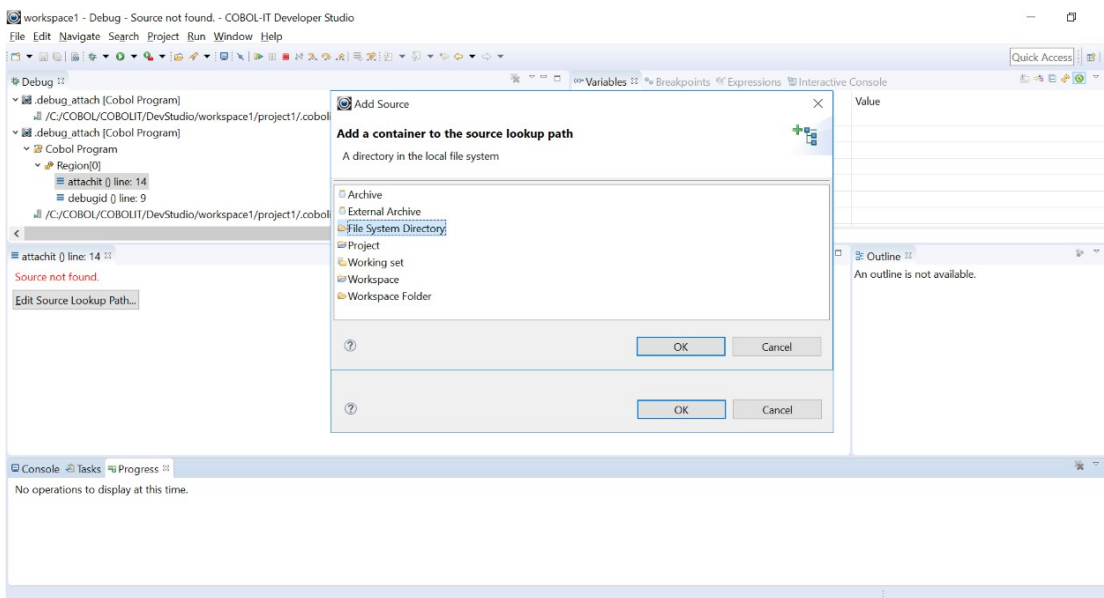 workspace1 - Debug - Source not found. - COBOL-IT Developer Studio
File Edit Navigate Search Project Run Window Help
Quick Access
Debug
.debug_attach [Cobol Program]
/C:/COBOL/COBOLIT/DevStudio/workspace1/project1/.coboli
.debug_attach [Cobol Program]
Cobol Program
Region[0]
attachit () line: 14
debugid () line: 9
/C:/COBOL/COBOLIT/DevStudio/workspace1/project1/.coboli
Variables Breakpoints Expressions Interactive Console
Value
Add Source
Add a container to the source lookup path
A directory in the local file system
Archive
External Archive
File System Directory
Project
Working set
Workspace
Workspace Folder
OK Cancel
OK Cancel
attachit () line: 14
Source not found.
Edit Source Lookup Path...
Outline
An outline is not available.
Console Tasks Progress
No operations to display at this time.